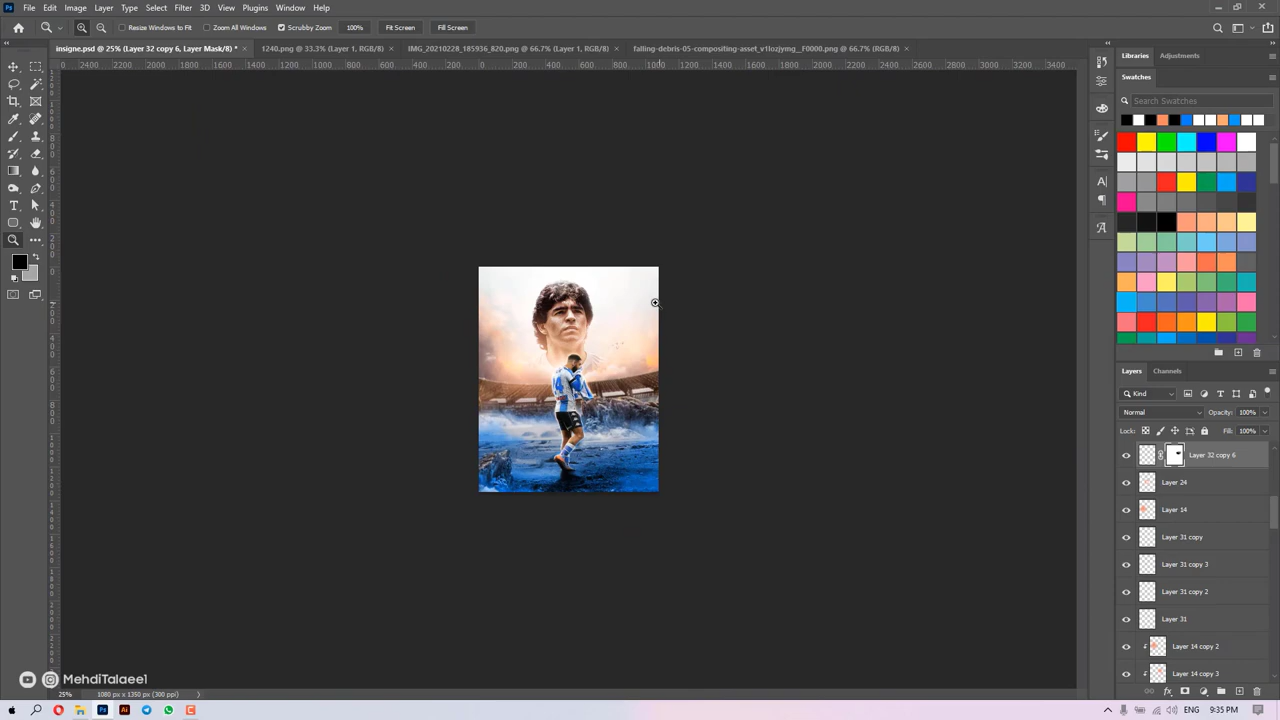 Ps File Edit Image Layer Type Select Filter 3D View Plugins Window Help
Resize Windows to Fit Zoom All Windows Scrubby Zoom 100% Fit Screen Fill Screen
insigne.psd @ 25% (Layer 32 copy 6, Layer Mask/8) * × 1240.png @ 33.3% (Layer 1, RGB/8) × IMG_20210228_185936_820.png @ 66.7% (Layer 1, RGB/8) × falling-debris-05-compositing-asset_v1lozjymg__F0000.png @ 66.7% (RGB/8) ×
Libraries Adjustments
Swatches
Search Swatches
Layers Channels
Kind
Normal Opacity: 100%
Lock: Fill: 100%
Layer 32 copy 6
Layer 24
Layer 14
Layer 31 copy
Layer 31 copy 3
Layer 31 copy 2
Layer 31
Layer 14 copy 2
Layer 14 copy 3
MehdiTalaee1
25% 1080 px x 1350 px (300 ppi)
ENG 9:35 PM